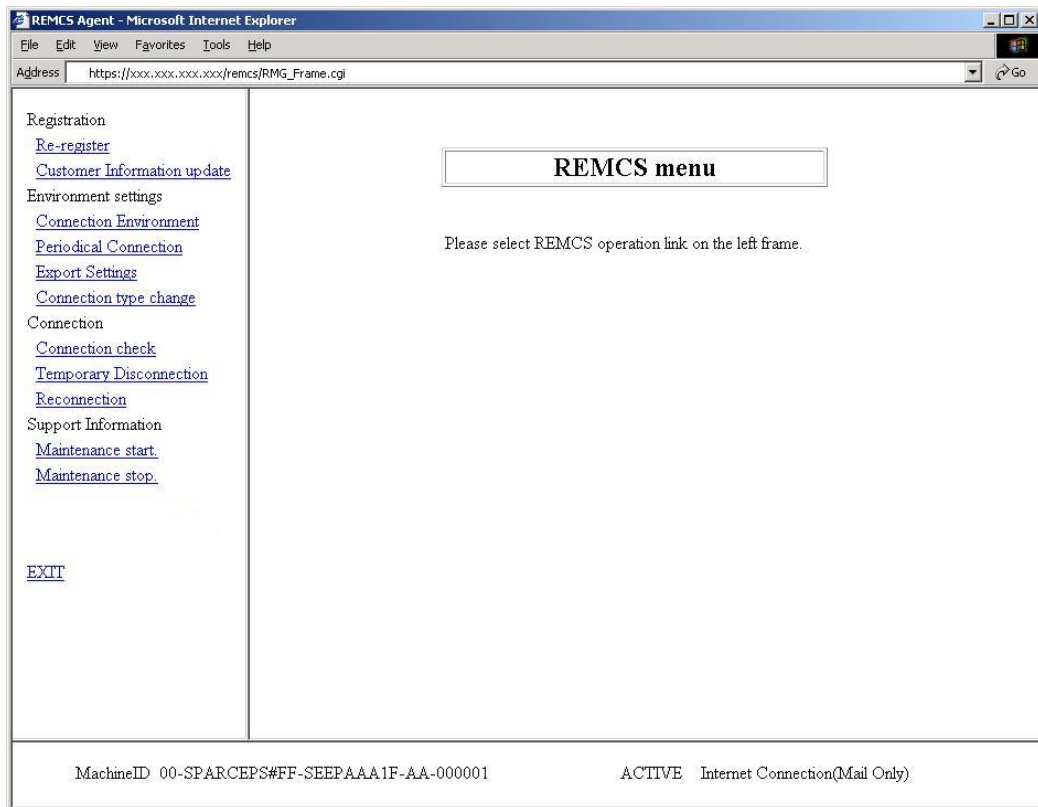 REMCS Agent - Microsoft Internet Explorer
File Edit View Favorites Tools Help
Address https://xxx.xxx.xxx.xxx/remcs/RMG_Frame.cgi Go
Registration
Re-register
Customer Information update
Environment settings
Connection Environment
Periodical Connection
Export Settings
Connection type change
Connection
Connection check
Temporary Disconnection
Reconnection
Support Information
Maintenance start.
Maintenance stop.
EXIT
REMCS menu
Please select REMCS operation link on the left frame.
MachineID 00-SPARCEPS#FF-SEEPAAA1F-AA-000001 ACTIVE Internet Connection(Mail Only)